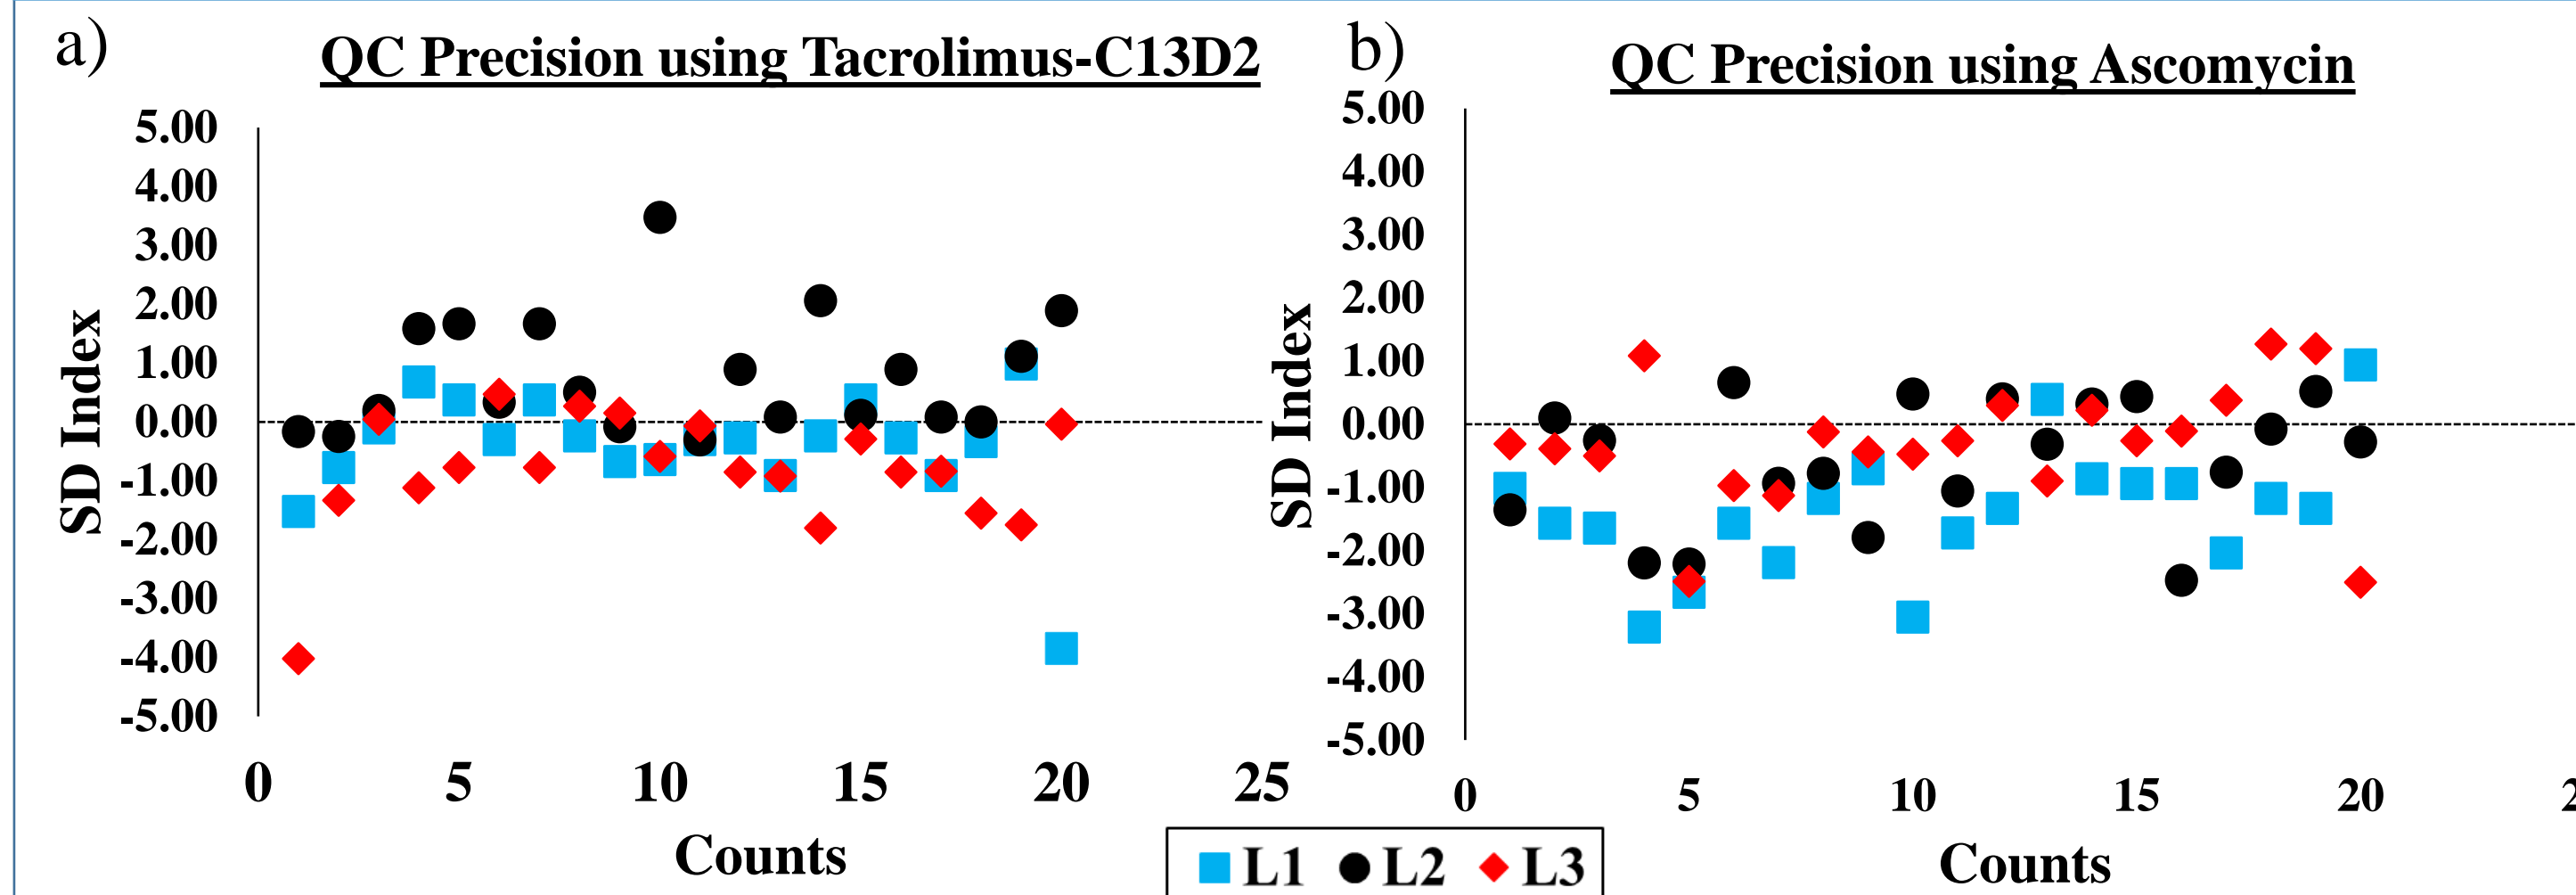 a)
QC Precision using Tacrolimus-C13D2
5.00
4.00
3.00
2.00
1.00
0.00
-1.00
-2.00
-3.00
-4.00
-5.00
SD Index
0 5 10 15 20 25
Counts
b)
QC Precision using Ascomycin
5.00
4.00
3.00
2.00
1.00
0.00
-1.00
-2.00
-3.00
-4.00
-5.00
SD Index
0 5 10 15 20 2
Counts
L1 L2 L3